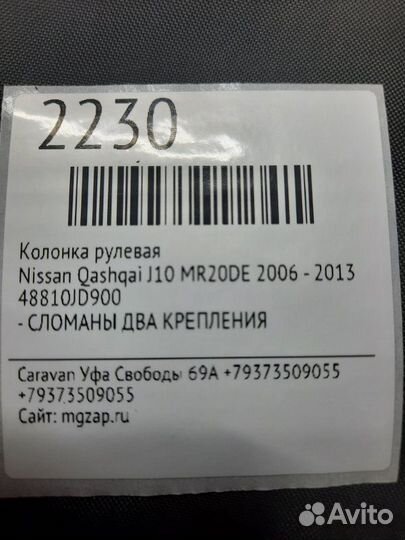 2230
Колонка рулевая
Nissan Qashqai J10 MR20DE 2006 - 2013
48810JD900
- СЛОМАНЫ ДВА КРЕПЛЕНИЯ
Caravan Уфа Свободы 69А +79373509055
+79373509055
Сайт: mgzap.ru
Avito